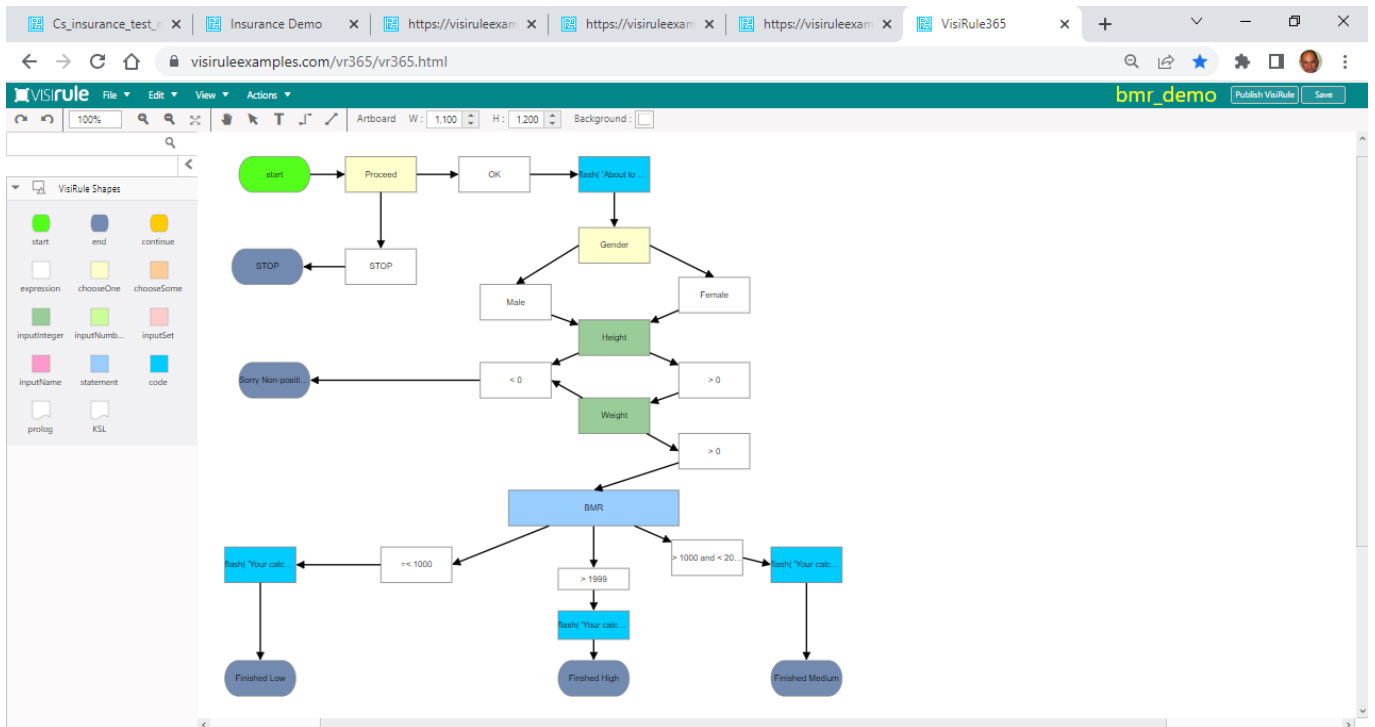 Cs_insurance_test_r
Insurance Demo
https://visiruleexam
https://visiruleexam
https://visiruleexam
VisiRule365
visiruleexamples.com/vr365/vr365.html
VISIrule File Edit View Actions bmr_demo Publish VisiRule Save
100% T Artboard W: 1,100 H: 1,200 Background:
VisiRule Shapes
start end continue
expression chooseOne chooseSome
inputInteger inputNumb... inputSet
inputName statement code
prolog KSL
start Proceed OK flash( 'About to ...
Gender
STOP STOP
Male Female
Height
Sorry Non-positi... < 0 > 0
Weight
> 0
BMR
flash( 'Your calc... =< 1000 > 1000 and < 20... flash( 'Your calc...
> 1999
flash( 'Your calc...
Finished Low Finshed High Finished Medium